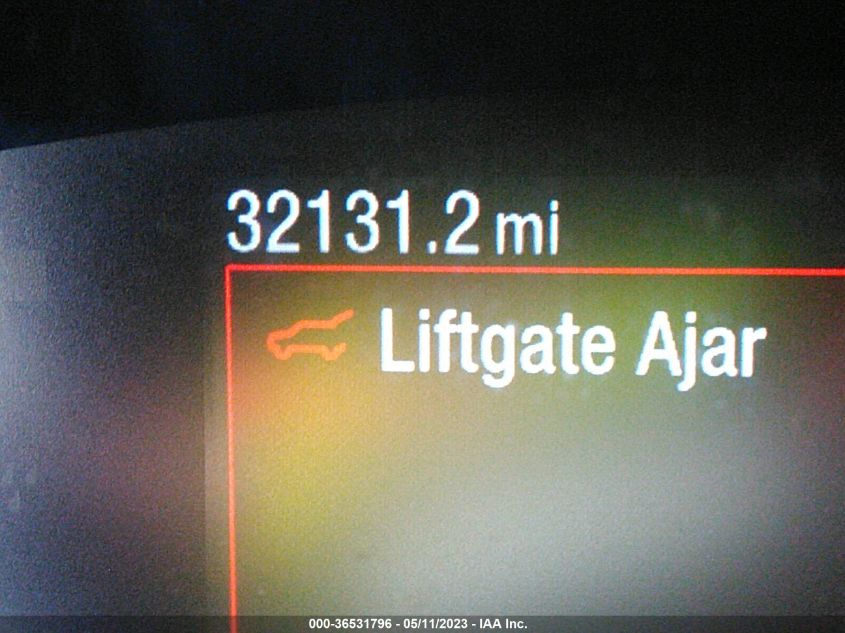 32131.2 mi
Liftgate Ajar
000-36531796 - 05/11/2023 - IAA Inc.